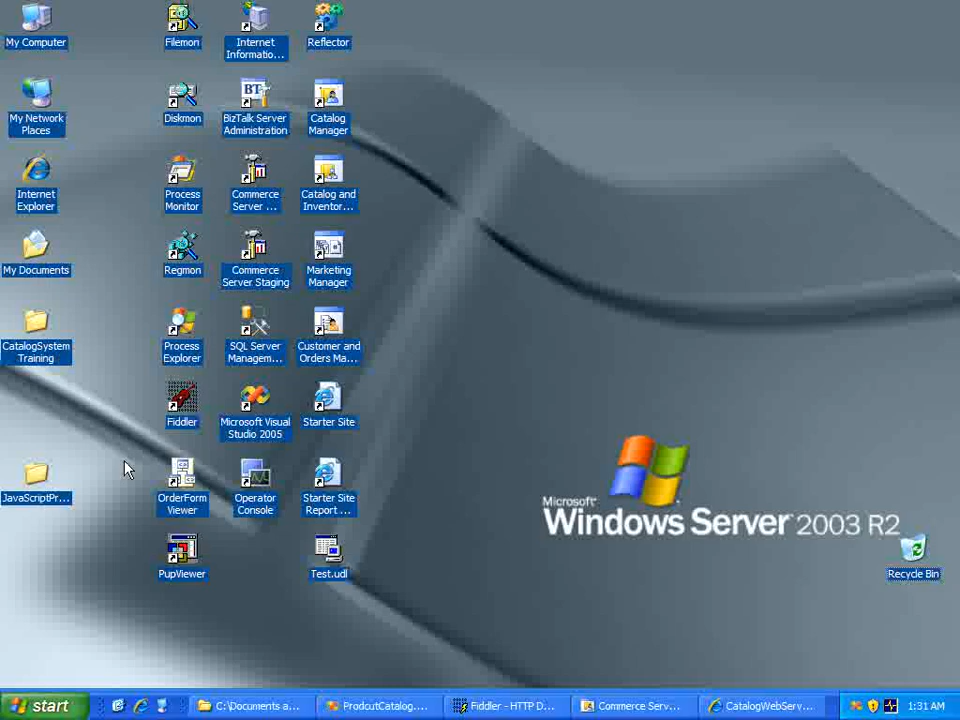 My Computer
Filemon
Internet
Informatio...
Reflector
My Network
Places
Diskmon
BT
BizTalk Server
Administration
Catalog
Manager
Internet
Explorer
Process
Monitor
Commerce
Server ...
Catalog and
Inventor...
My Documents
Regmon
Commerce
Server Staging
Marketing
Manager
CatalogSystem
Training
Process
Explorer
SQL Server
Managem...
Customer and
Orders Ma...
Fiddler
Microsoft Visual
Studio 2005
Starter Site
JavaScriptPr...
OrderForm
Viewer
Operator
Console
Starter Site
Report ...
PupViewer
Test.udl
Microsoft
Windows Server 2003 R2
Recycle Bin
start
C:\Documents a...
ProdcutCatalog....
Fiddler - HTTP D...
Commerce Serv...
CatalogWebServ...
1:31 AM